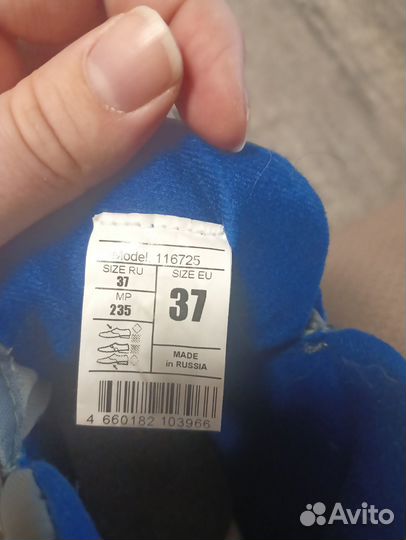 Model 116725
SIZE RU
37
MP
235
SIZE EU
37
MADE
in RUSSIA
4 660182 103966
Avito